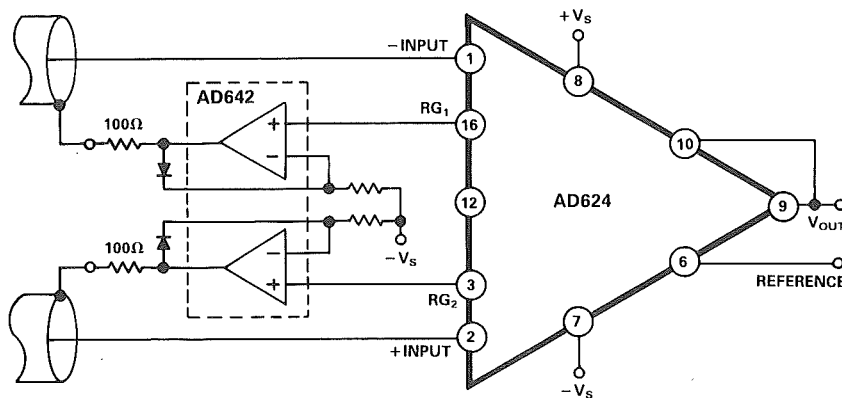 −INPUT
1
+VS
8
AD642
RG1
16
100Ω
+
−
10
12
AD624
9
VOUT
−VS
100Ω
−
+
6
REFERENCE
3
RG2
7
2
+INPUT
−VS